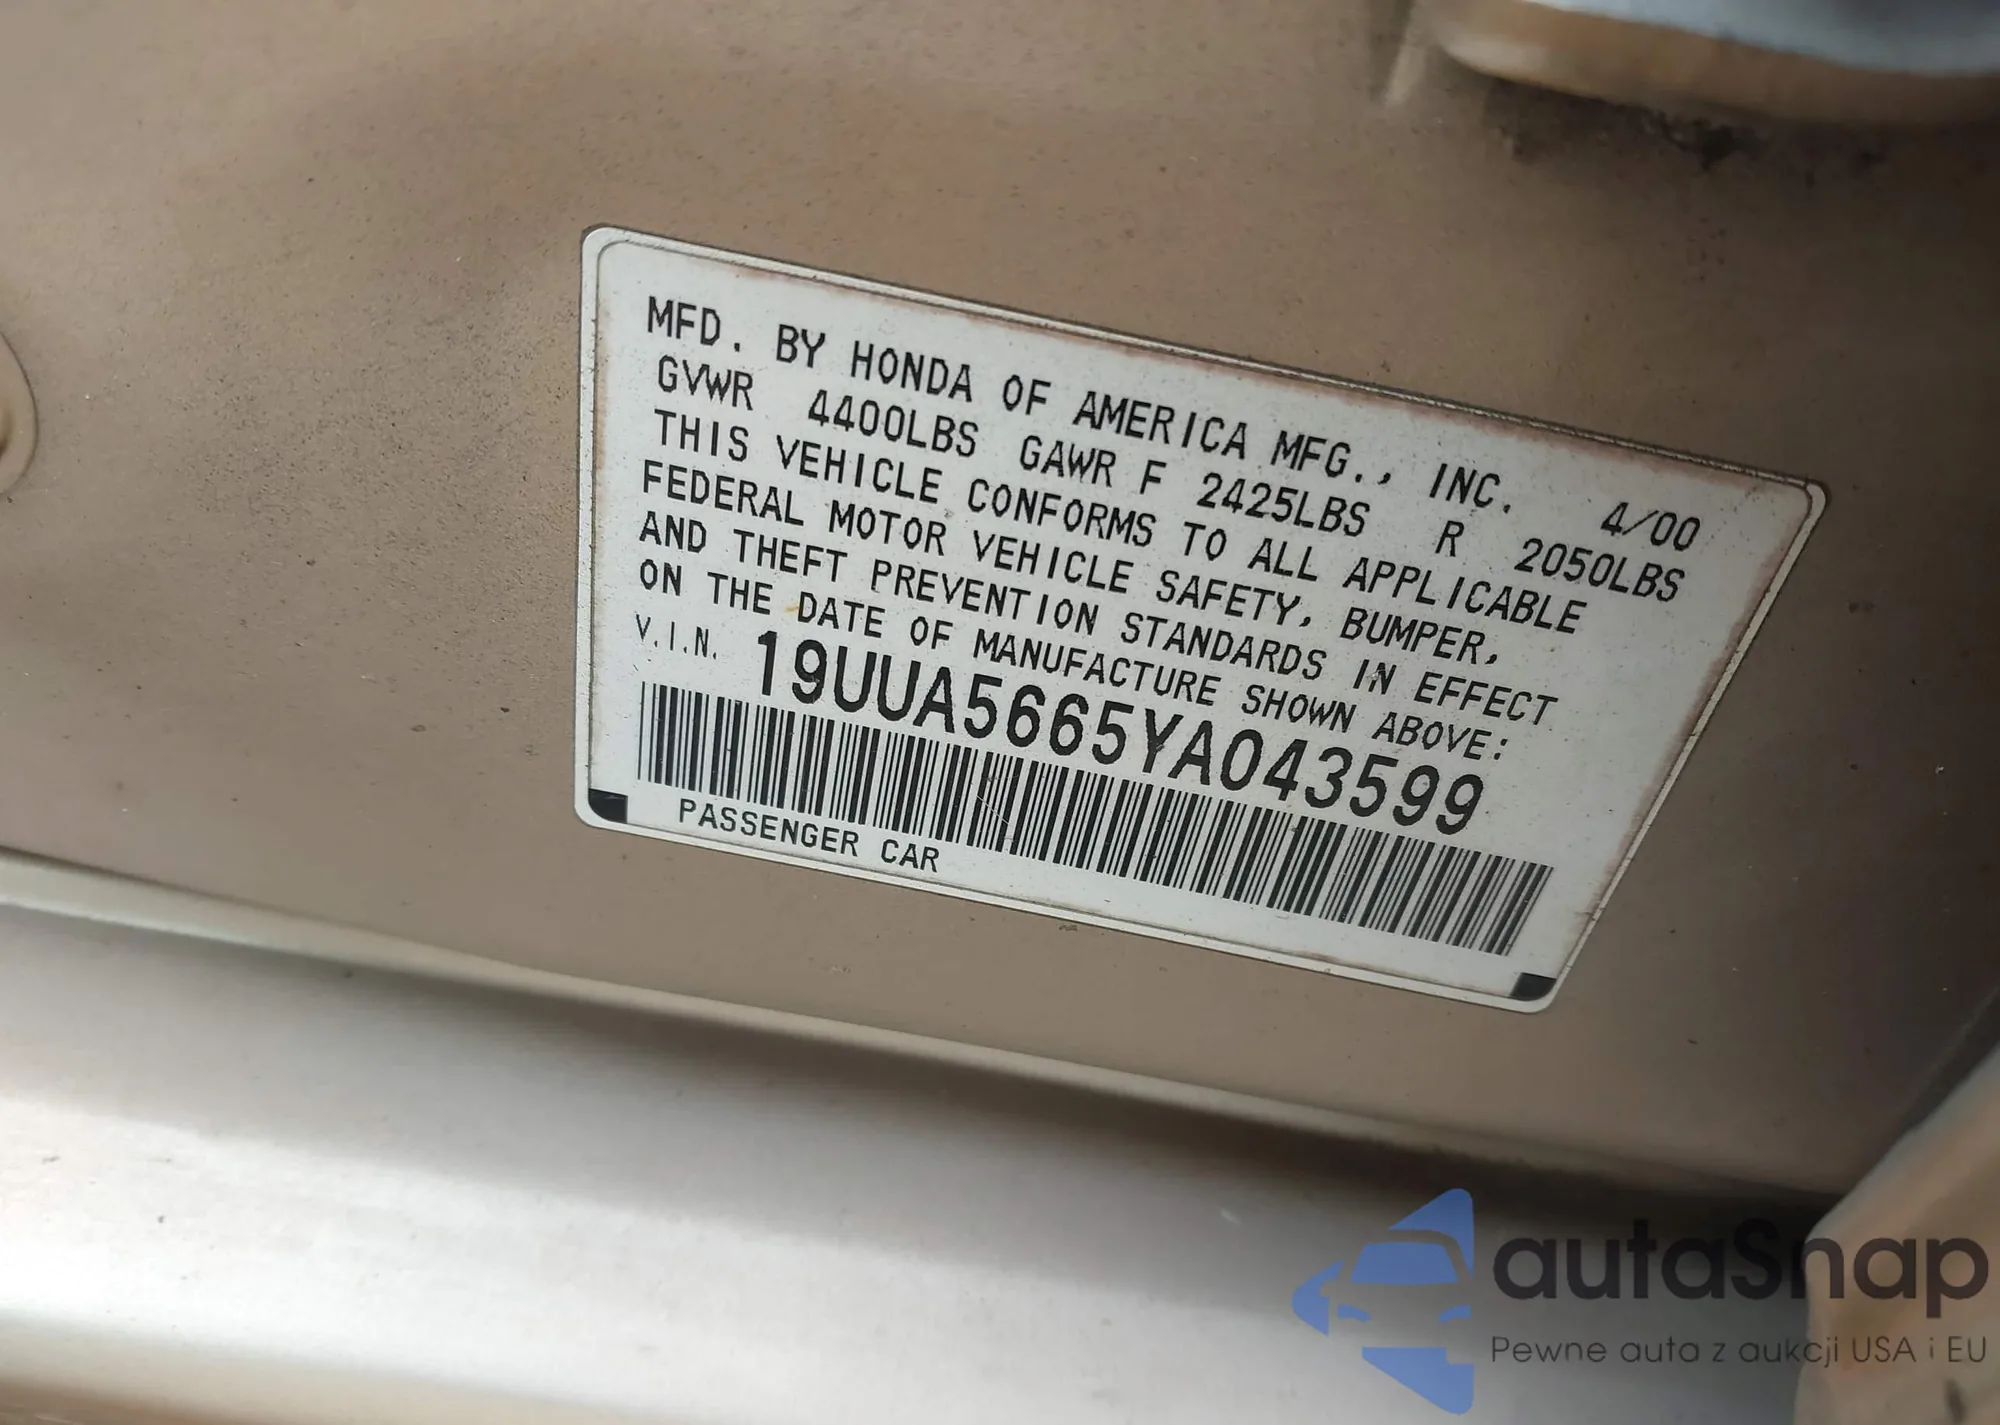 MFD. BY HONDA OF AMERICA MFG., INC. 4/00
GVWR 4400LBS GAWR F 2425LBS R 2050LBS
THIS VEHICLE CONFORMS TO ALL APPLICABLE
FEDERAL MOTOR VEHICLE SAFETY, BUMPER,
AND THEFT PREVENTION STANDARDS IN EFFECT
ON THE DATE OF MANUFACTURE SHOWN ABOVE:
V.I.N. 19UUA5665YA043599
PASSENGER CAR
autaSnap
Pewne auta z aukcji USA i EU